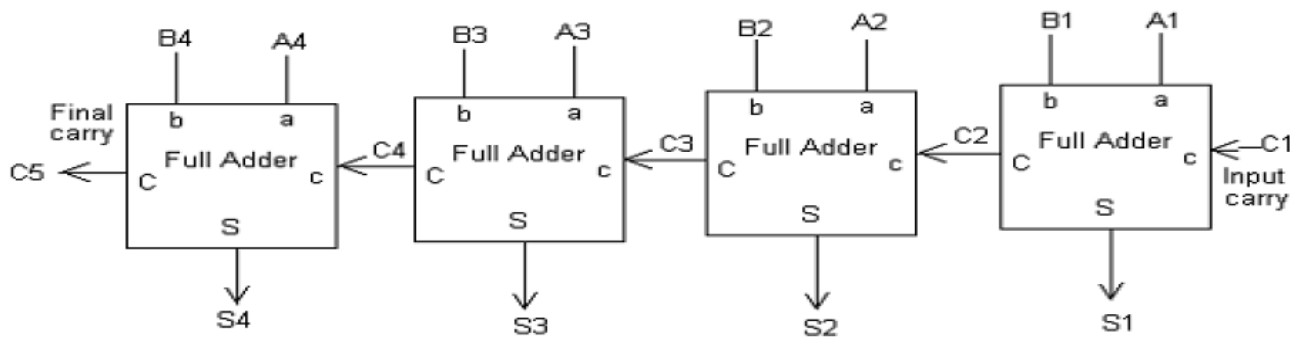 B4 A4 B3 A3 B2 A2 B1 A1
Final
carry
b a b a b a b a
C5 C Full Adder c C4 C Full Adder c C3 C Full Adder c C2 C Full Adder c C1
Input
carry
S S S S
S4 S3 S2 S1